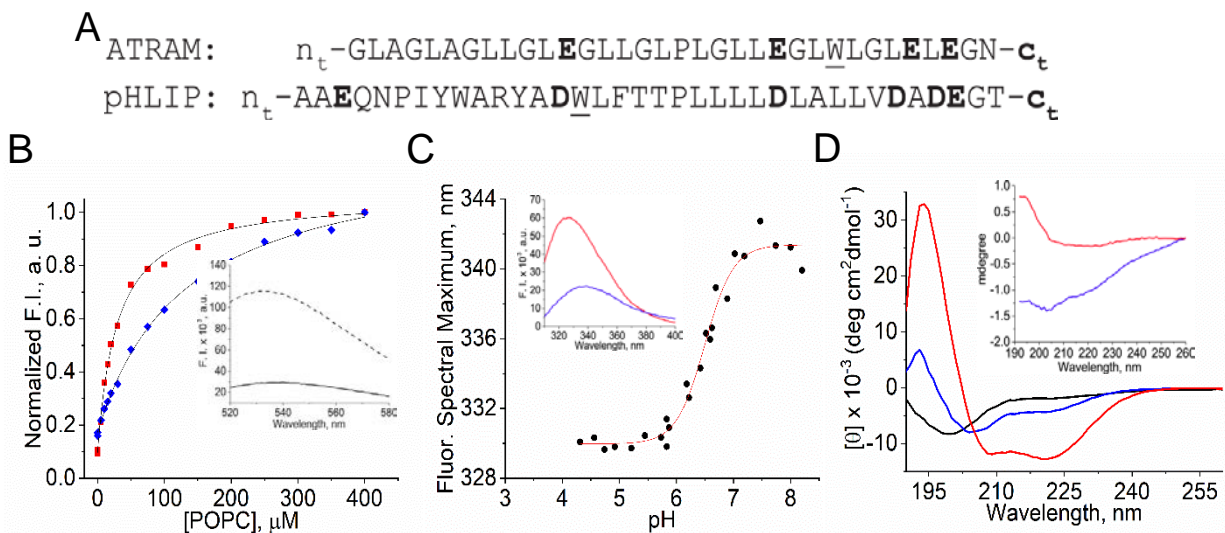 A
ATRAM: nt-GLAGLAGLLGLEGLLGLPLGLLEGLWLGLELEGN-ct
pHLIP: nt-AAEQNPIYWARYADWLFTTPLLLLDLALLVDADEGT-ct
B
Normalized F.I., a. u.
1.0
0.8
0.6
0.4
0.2
0.0
0 100 200 300 400
[POPC], μM
F. I. x 10³, a.u.
140
120
100
80
60
40
20
520 540 560 580
Wavelength, nm
C
Fluor. Spectral Maximum, nm
344
340
336
332
328
3 4 5 6 7 8
pH
F. I. x 10³, a.u.
70
60
50
40
30
20
10
0
320 340 360 380 400
Wavelength, nm
D
[θ] x 10⁻³ (deg cm²dmol⁻¹)
30
20
10
0
-10
195 210 225 240 255
Wavelength, nm
mdegree
1.0
0.5
0.0
-0.5
-1.0
-1.5
-2.0
190 200 210 220 230 240 250 260
Wavelength, nm